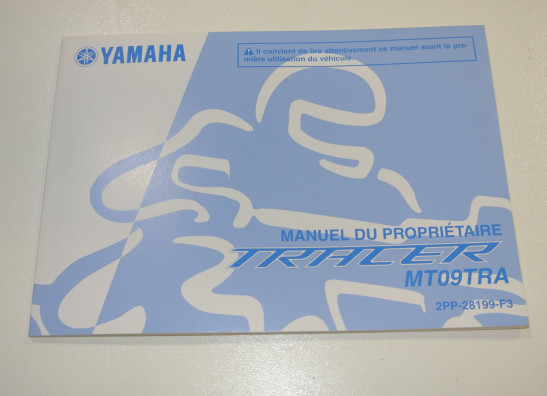 YAMAHA
Il convient de lire attentivement ce manuel avant la pre-
mière utilisation du véhicule.
MANUEL DU PROPRIÉTAIRE
TRACER
MT09TRA
2PP-28199-F3